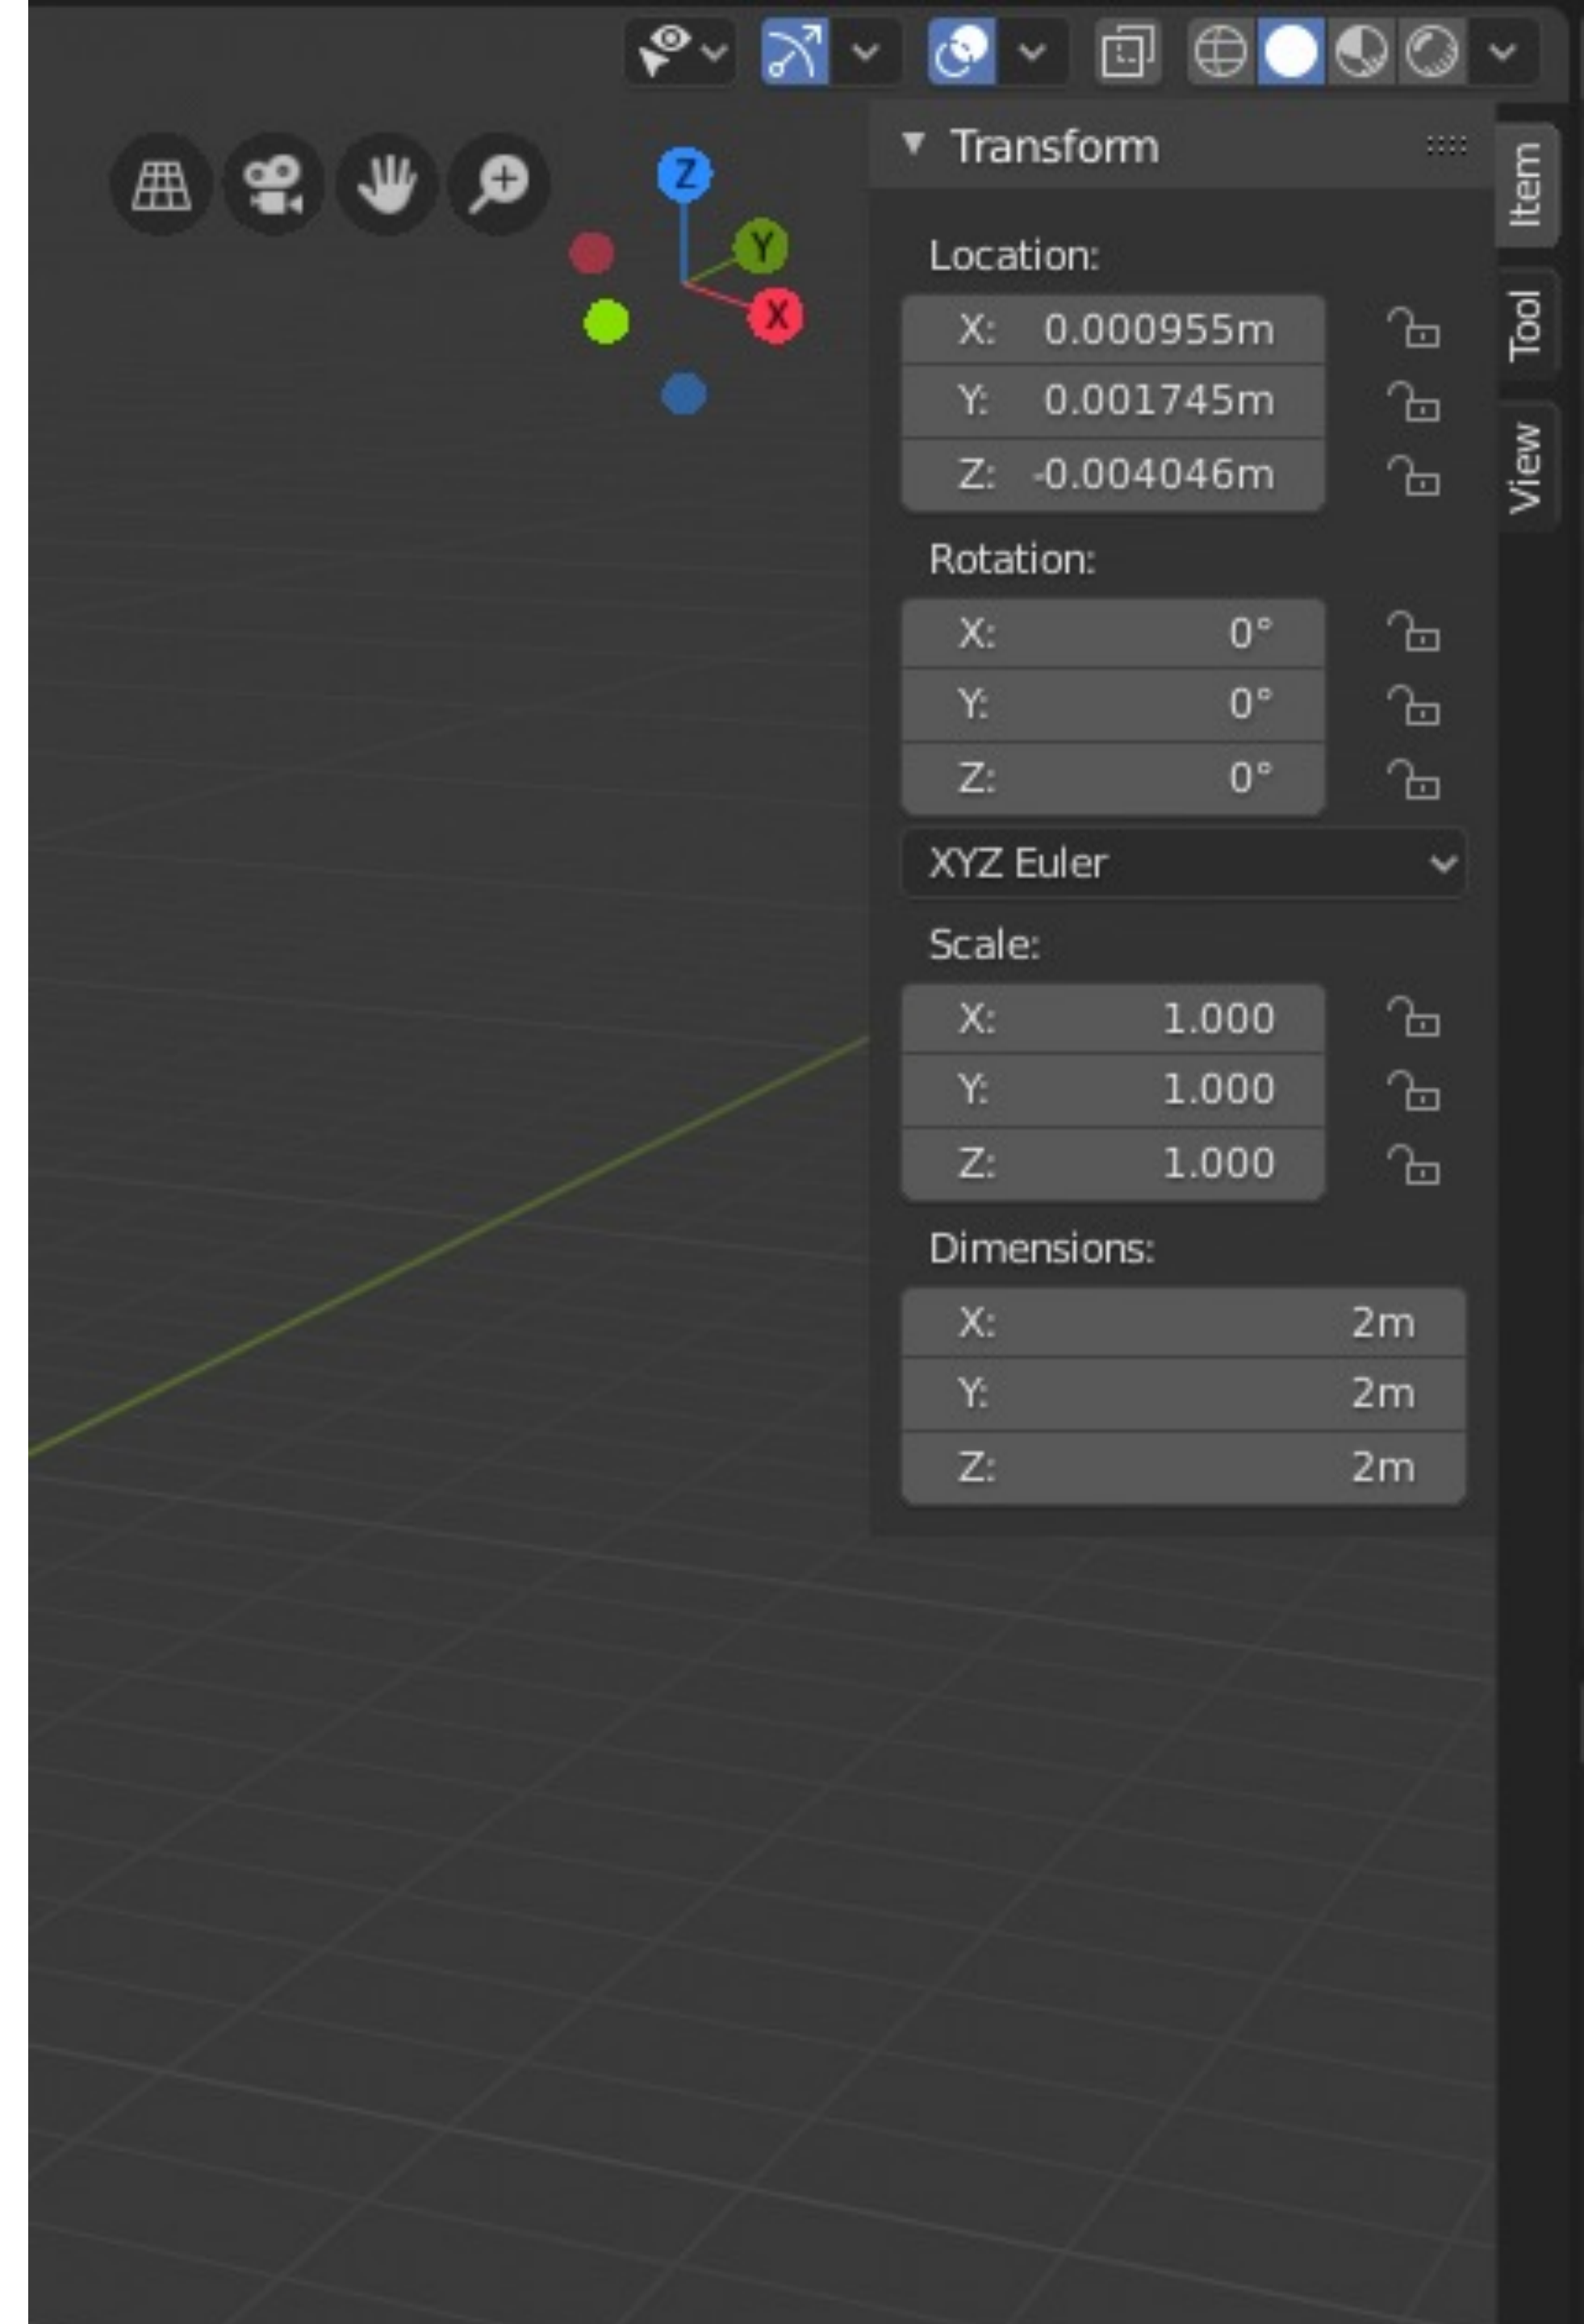 Transform
Z
Y
X
Item
Tool
View
Location:
X: 0.000955m
Y: 0.001745m
Z: -0.004046m
Rotation:
X: 0°
Y: 0°
Z: 0°
XYZ Euler
Scale:
X: 1.000
Y: 1.000
Z: 1.000
Dimensions:
X: 2m
Y: 2m
Z: 2m